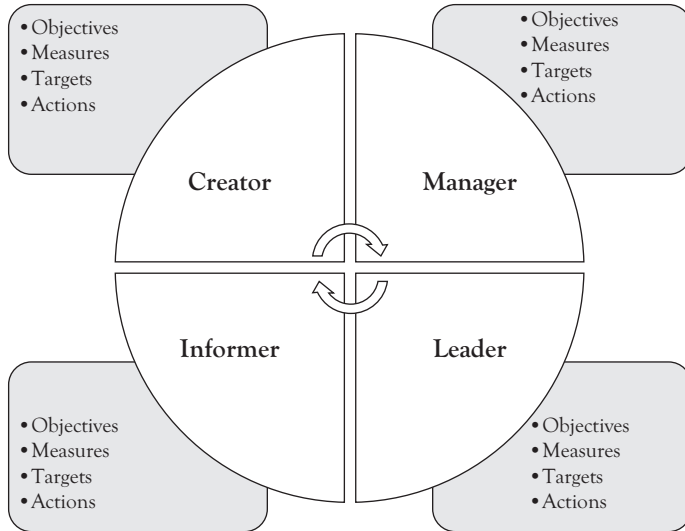 • Objectives
• Measures
• Targets
• Actions
• Objectives
• Measures
• Targets
• Actions
Creator
Manager
Informer
Leader
• Objectives
• Measures
• Targets
• Actions
• Objectives
• Measures
• Targets
• Actions